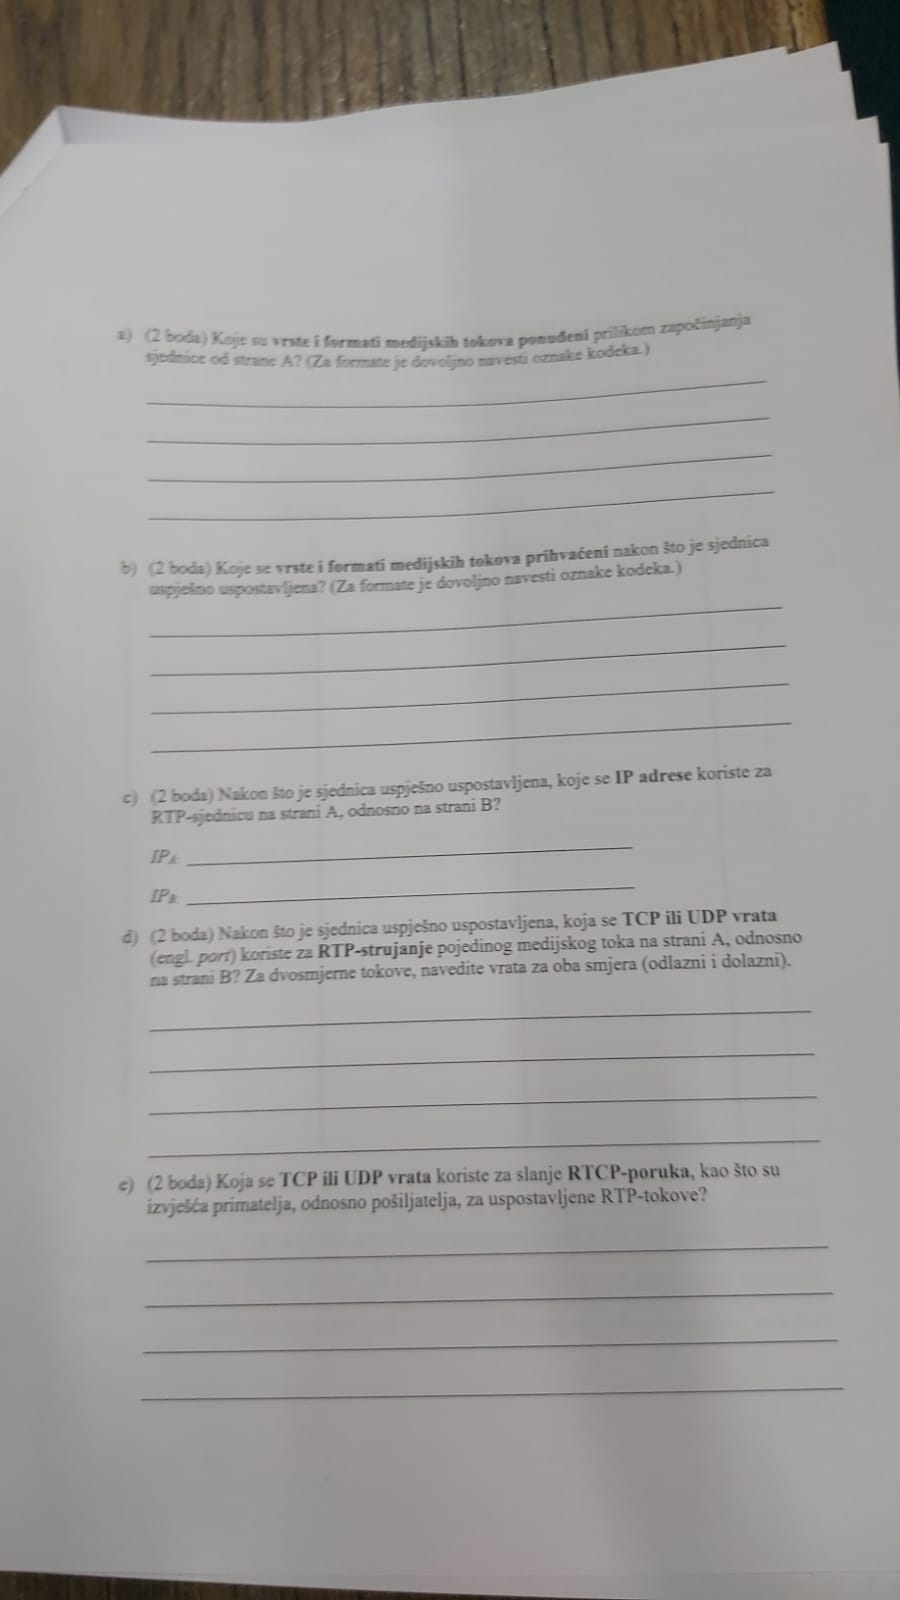 a) (2 boda) Koje su vrste i formati medijskih tokova ponuđeni prilikom započinjanja
sjednice od strane A? (Za formate je dovoljno navesti oznake kodeka.)
b) (2 boda) Koje se vrste i formati medijskih tokova prihvaćeni nakon što je sjednica
uspješno uspostavljena? (Za formate je dovoljno navesti oznake kodeka.)
c) (2 boda) Nakon što je sjednica uspješno uspostavljena, koje se IP adrese koriste za
RTP-sjednicu na strani A, odnosno na strani B?
IPA:
IPB:
d) (2 boda) Nakon što je sjednica uspješno uspostavljena, koja se TCP ili UDP vrata
(engl. port) koriste za RTP-strujanje pojedinog medijskog toka na strani A, odnosno
na strani B? Za dvosmjerne tokove, navedite vrata za oba smjera (odlazni i dolazni).
e) (2 boda) Koja se TCP ili UDP vrata koriste za slanje RTCP-poruka, kao što su
izvješća primatelja, odnosno pošiljatelja, za uspostavljene RTP-tokove?